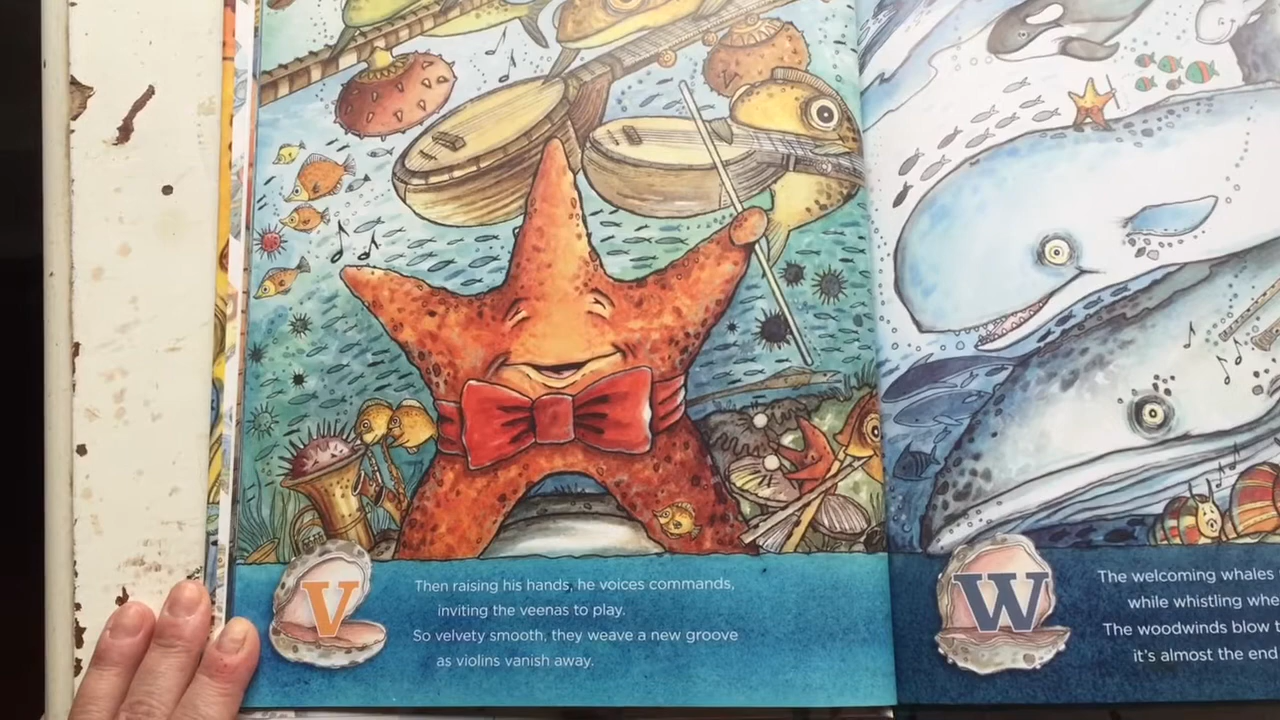 V
Then raising his hands, he voices commands,
inviting the veenas to play.
So velvety smooth, they weave a new groove
as violins vanish away.
W
The welcoming whales
while whistling
The woodwinds blow
it's almost the end